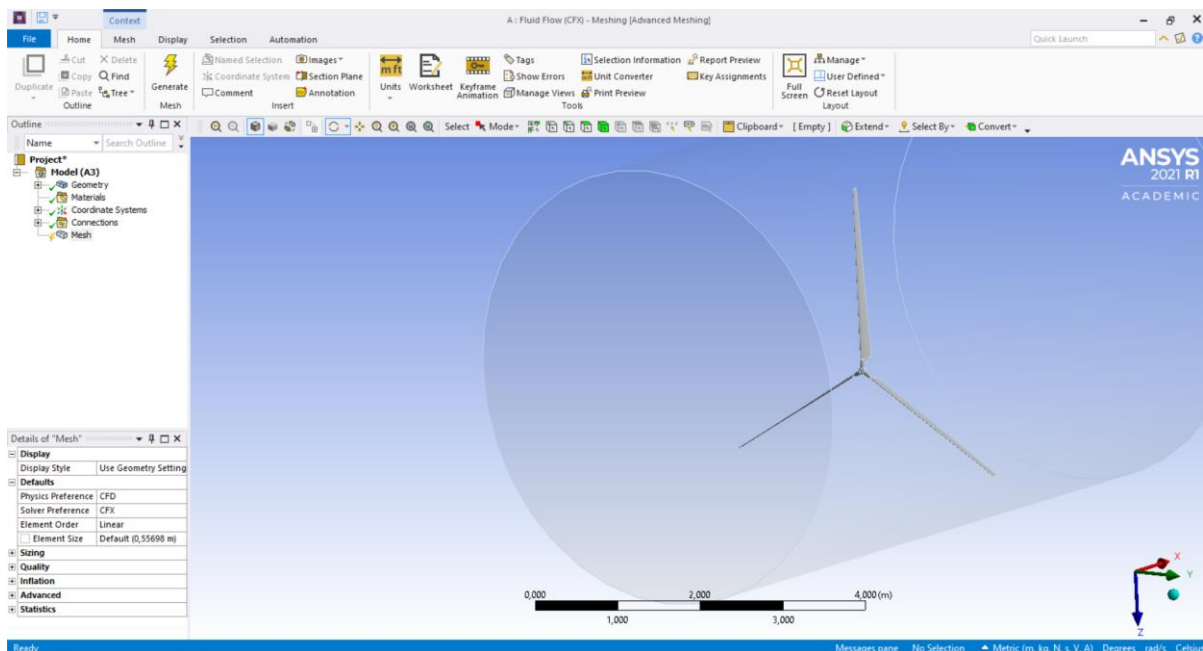 Context
A : Fluid Flow (CFX) - Meshing [Advanced Meshing]
File Home Mesh Display Selection Automation Quick Launch
Duplicate
Cut
Copy
Paste
Delete
Find
Tree
Outline
Generate
Mesh
Named Selection
Coordinate System
Comment
Images
Section Plane
Annotation
Insert
Units
Worksheet
Keyframe
Animation
Tags
Show Errors
Manage Views
Selection Information
Unit Converter
Print Preview
Report Preview
Key Assignments
Tools
Full
Screen
Manage
User Defined
Reset Layout
Layout
Outline
Name Search Outline
Select Mode Clipboard [ Empty ] Extend Select By Convert
Project*
Model (A3)
Geometry
Materials
Coordinate Systems
Connections
Mesh
ANSYS
2021 R1
ACADEMIC
Details of "Mesh"
Display
Display Style Use Geometry Setting
Defaults
Physics Preference CFD
Solver Preference CFX
Element Order Linear
Element Size Default (0,55698 m)
Sizing
Quality
Inflation
Advanced
Statistics
0,000 2,000 4,000 (m)
1,000 3,000
X
Y
Z
Ready Messages pane No Selection Metric (m, kg, N, s, V, A) Degrees rad/s Celsius